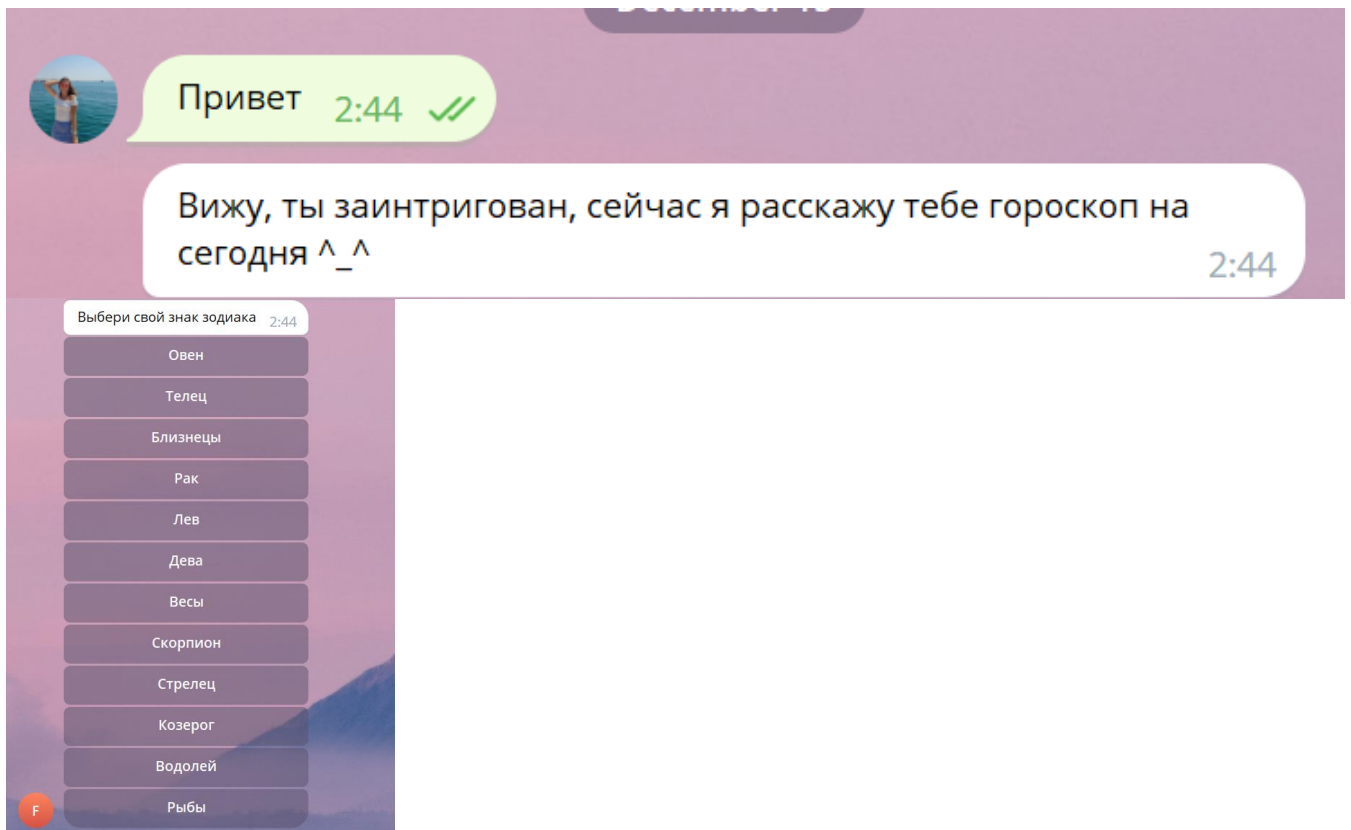 Привет 2:44
Вижу, ты заинтригован, сейчас я расскажу тебе гороскоп на
сегодня ^_^ 2:44
Выбери свой знак зодиака 2:44
Овен
Телец
Близнецы
Рак
Лев
Дева
Весы
Скорпион
Стрелец
Козерог
Водолей
Рыбы
F